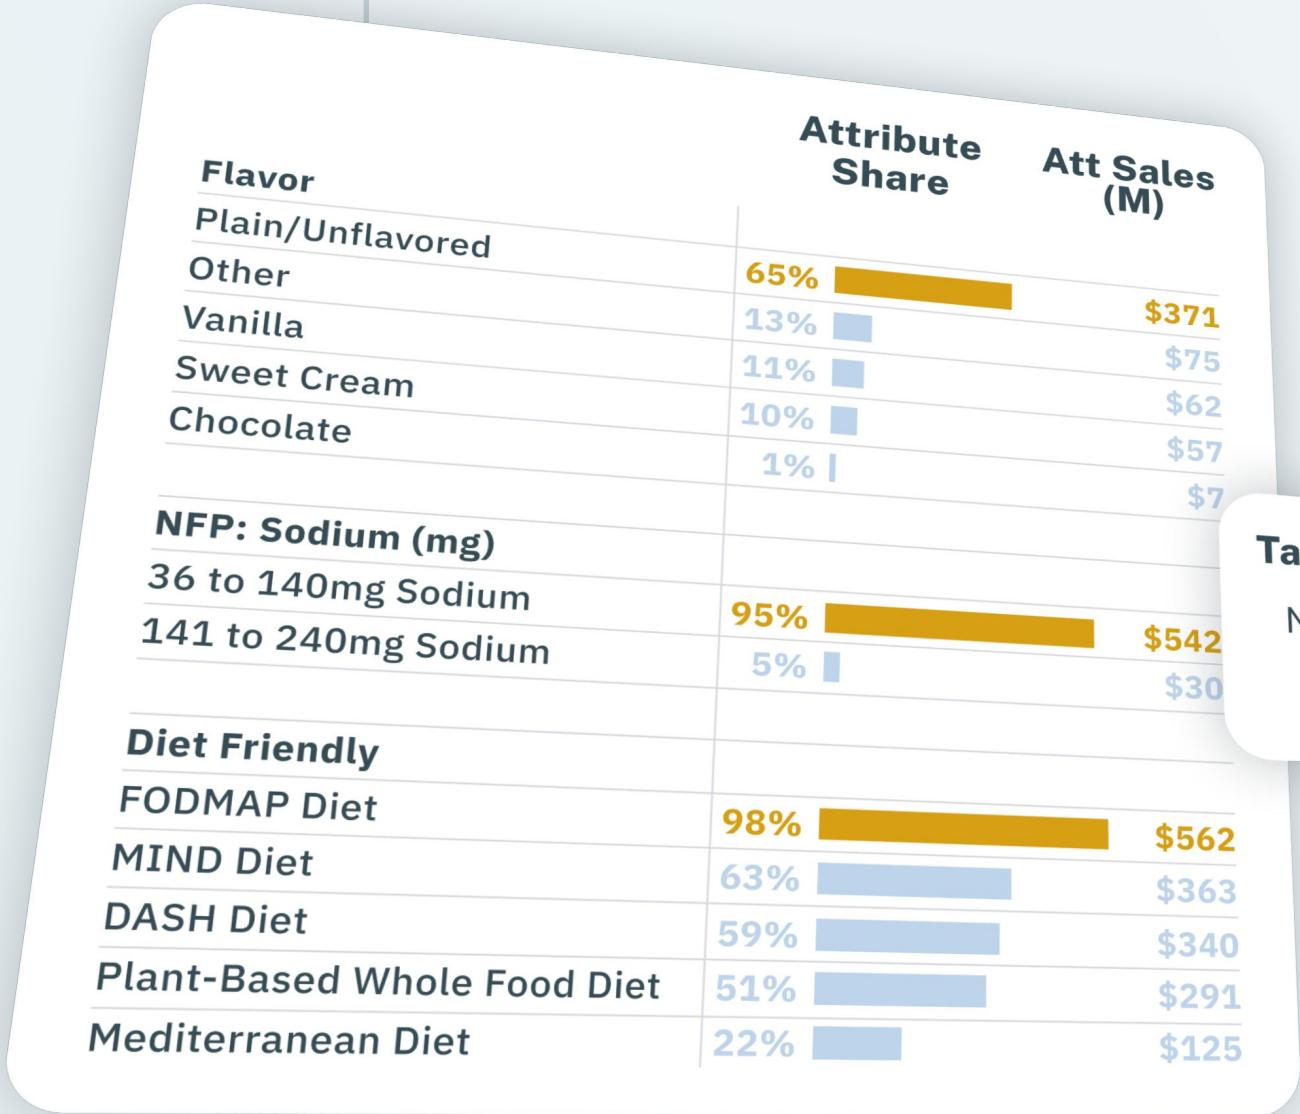 Attribute Share
Att Sales (M)
Flavor
Plain/Unflavored 65% $371
Other 13% $75
Vanilla 11% $62
Sweet Cream 10% $57
Chocolate 1% $7
NFP: Sodium (mg)
36 to 140mg Sodium 95% $542
141 to 240mg Sodium 5% $30
Diet Friendly
FODMAP Diet 98% $562
MIND Diet 63% $363
DASH Diet 59% $340
Plant-Based Whole Food Diet 51% $291
Mediterranean Diet 22% $125